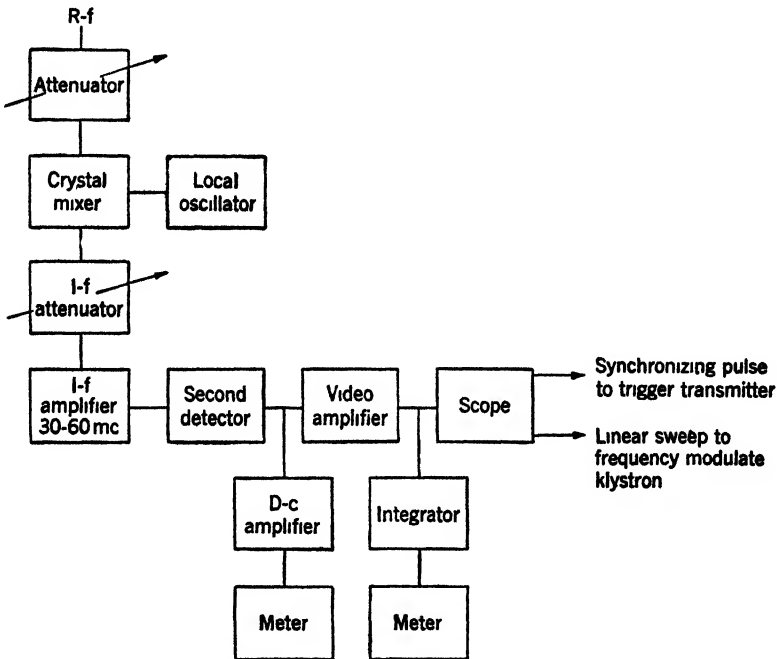 R-f
Attenuator
Crystal
mixer
Local
oscillator
I-f
attenuator
I-f
amplifier
30-60 mc
Second
detector
Video
amplifier
Scope
Synchronizing pulse
to trigger transmitter
Linear sweep to
frequency modulate
klystron
D-c
amplifier
Integrator
Meter
Meter